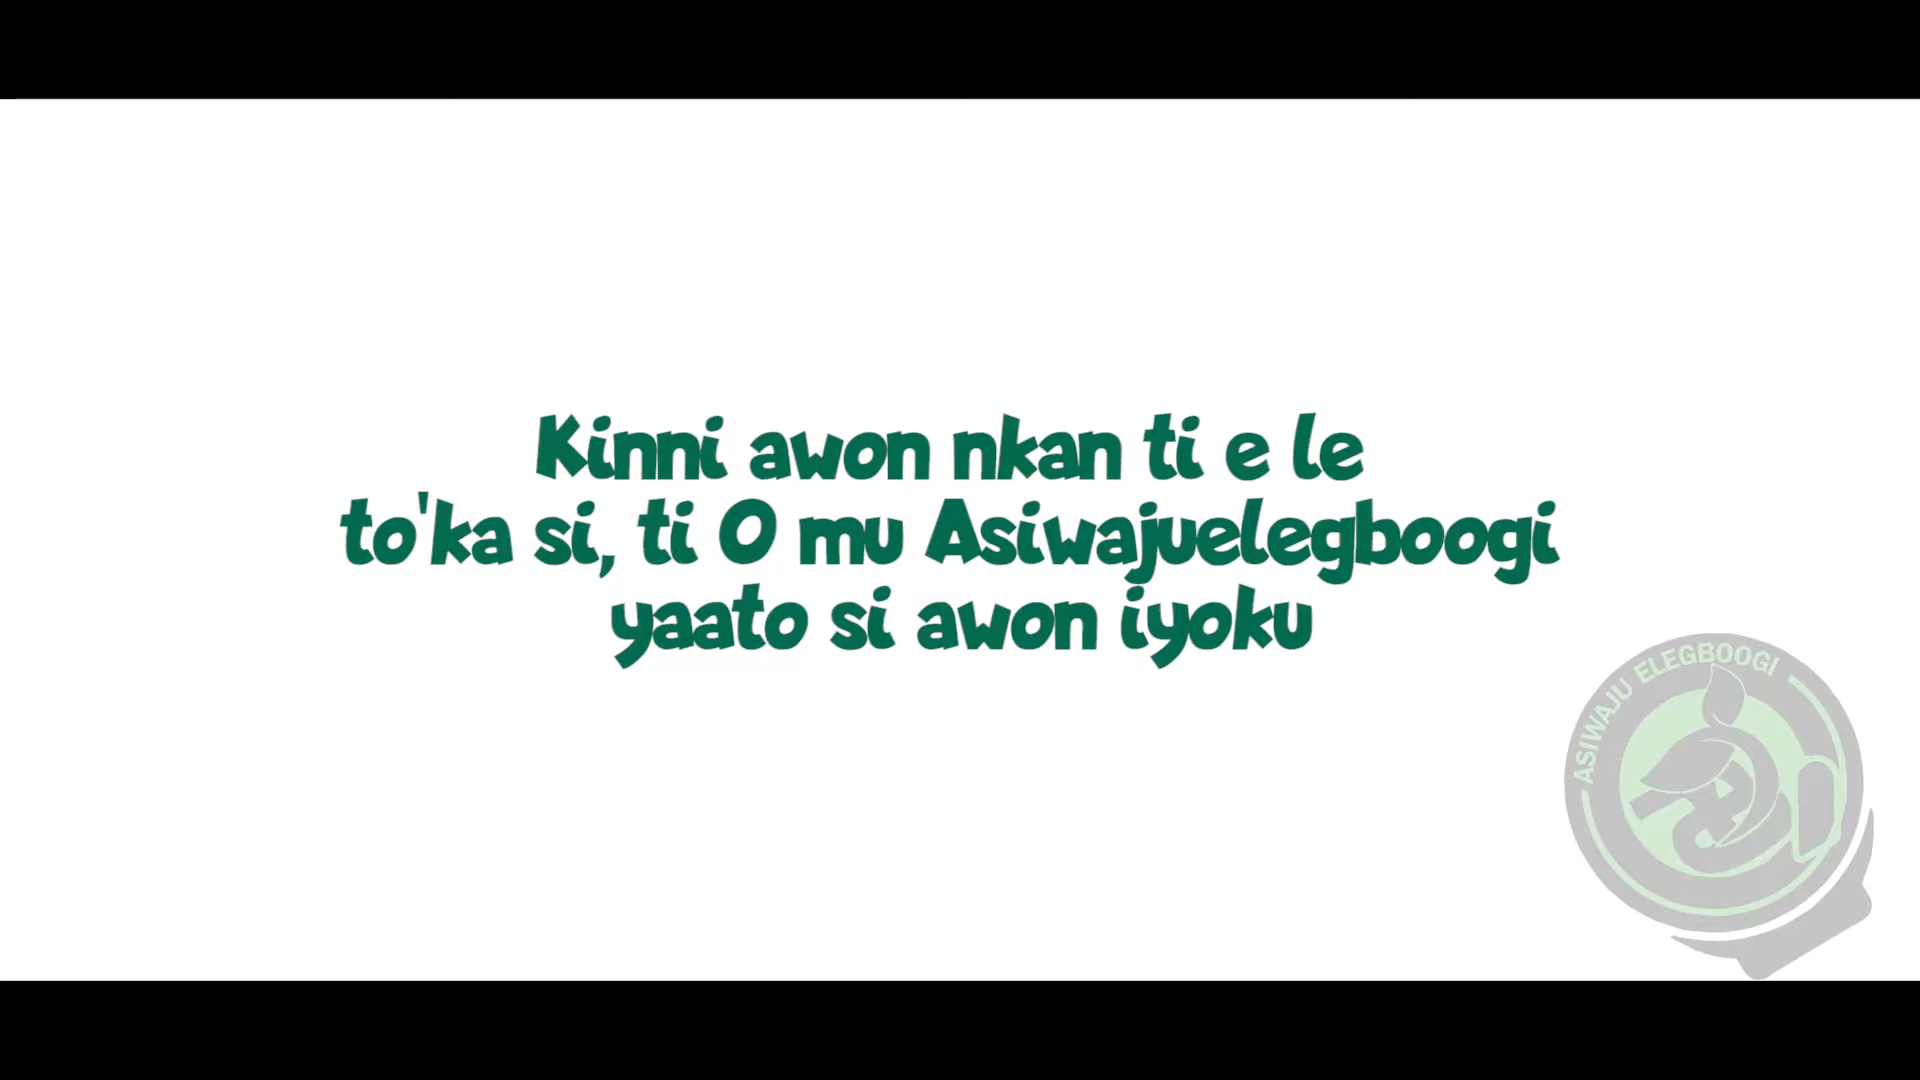 Kinni awon nkan ti e le
to'ka si, ti O mu Asiwajuelegboogi
yaato si awon iyoku
ASIWAJU ELEGBOOGI